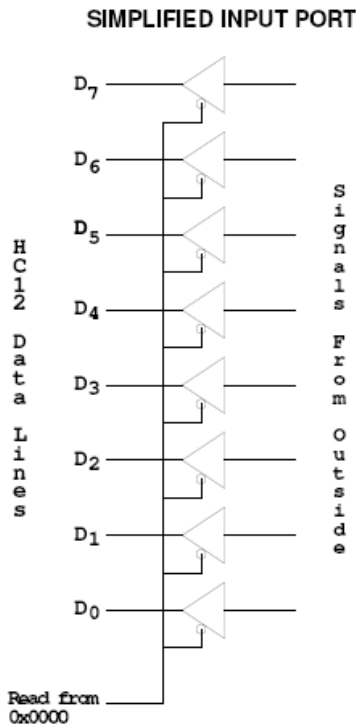 SIMPLIFIED INPUT PORT
D7
D6
D5
D4
D3
D2
D1
D0
HC12 Data Lines
Signals From Outside
Read from
0x0000